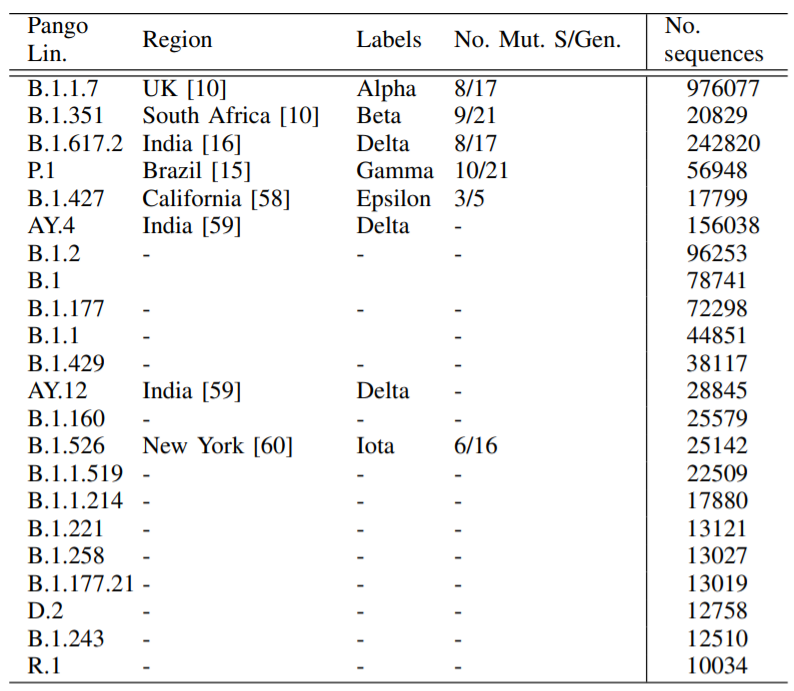 Pango Lin. Region Labels No. Mut. S/Gen. No. sequences
B.1.1.7 UK [10] Alpha 8/17 976077
B.1.351 South Africa [10] Beta 9/21 20829
B.1.617.2 India [16] Delta 8/17 242820
P.1 Brazil [15] Gamma 10/21 56948
B.1.427 California [58] Epsilon 3/5 17799
AY.4 India [59] Delta - 156038
B.1.2 - - - 96253
B.1 78741
B.1.177 - - - 72298
B.1.1 - - 44851
B.1.429 - - - 38117
AY.12 India [59] Delta - 28845
B.1.160 - - - 25579
B.1.526 New York [60] Iota 6/16 25142
B.1.1.519 - - - 22509
B.1.1.214 - - - 17880
B.1.221 - - - 13121
B.1.258 - - - 13027
B.1.177.21 - - - 13019
D.2 - - - 12758
B.1.243 - - - 12510
R.1 - - - 10034